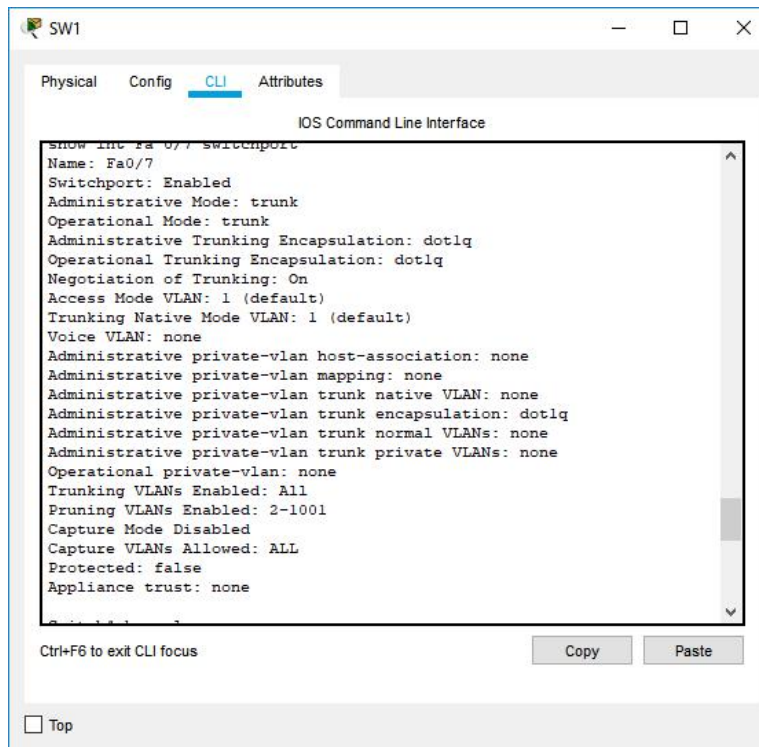 SW1
Physical Config CLI Attributes
IOS Command Line Interface
show int Fa 0/7 switchport
Name: Fa0/7
Switchport: Enabled
Administrative Mode: trunk
Operational Mode: trunk
Administrative Trunking Encapsulation: dot1q
Operational Trunking Encapsulation: dot1q
Negotiation of Trunking: On
Access Mode VLAN: 1 (default)
Trunking Native Mode VLAN: 1 (default)
Voice VLAN: none
Administrative private-vlan host-association: none
Administrative private-vlan mapping: none
Administrative private-vlan trunk native VLAN: none
Administrative private-vlan trunk encapsulation: dot1q
Administrative private-vlan trunk normal VLANs: none
Administrative private-vlan trunk private VLANs: none
Operational private-vlan: none
Trunking VLANs Enabled: All
Pruning VLANs Enabled: 2-1001
Capture Mode Disabled
Capture VLANs Allowed: ALL
Protected: false
Appliance trust: none
Ctrl+F6 to exit CLI focus
Copy Paste
Top